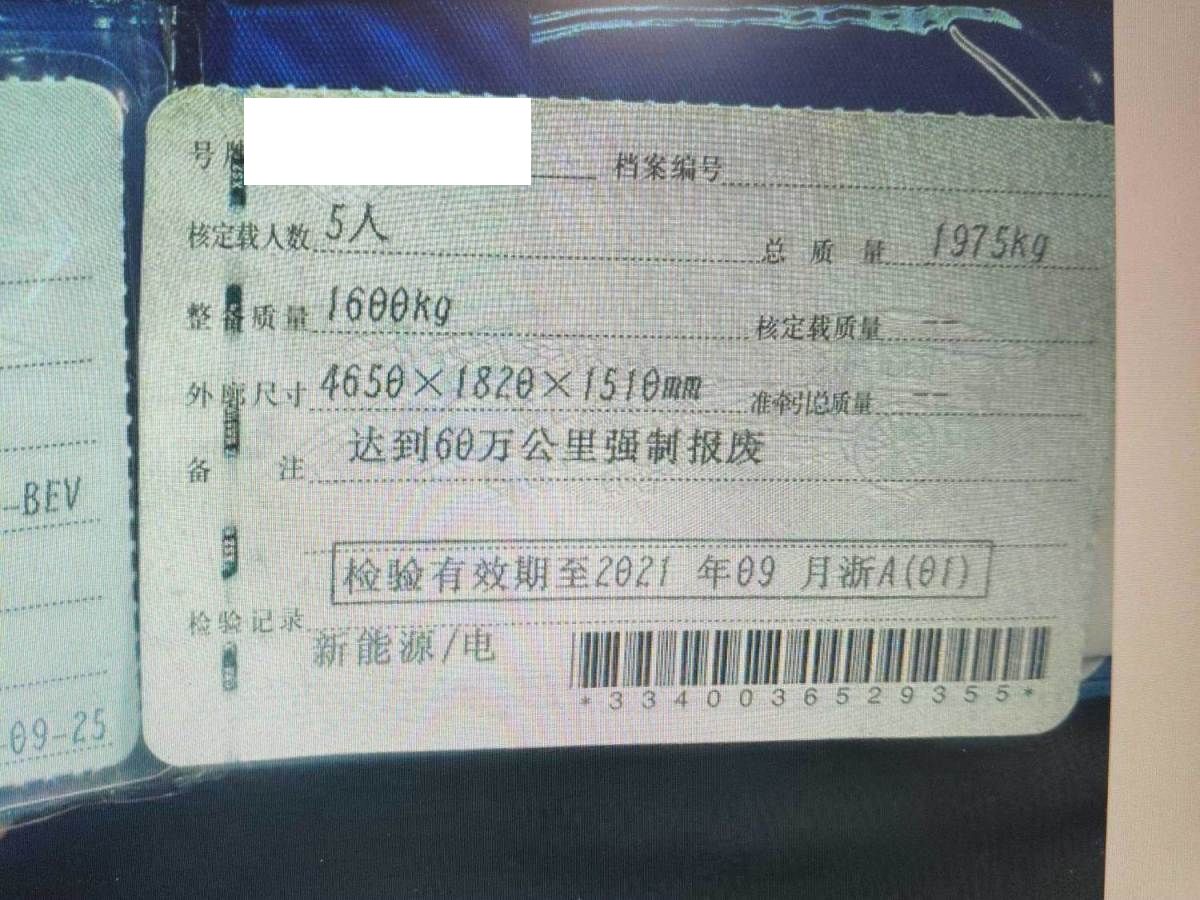 号牌
档案编号
核定载人数 5人 总质量 1975kg
整备质量 1600kg 核定载质量 --
外廓尺寸 4650×1820×1510mm 准牵引总质量 --
备注 达到60万公里强制报废
-BEV
检验有效期至2021 年09 月浙A(01)
检验记录
新能源/电
*3340036529355*
-09-25